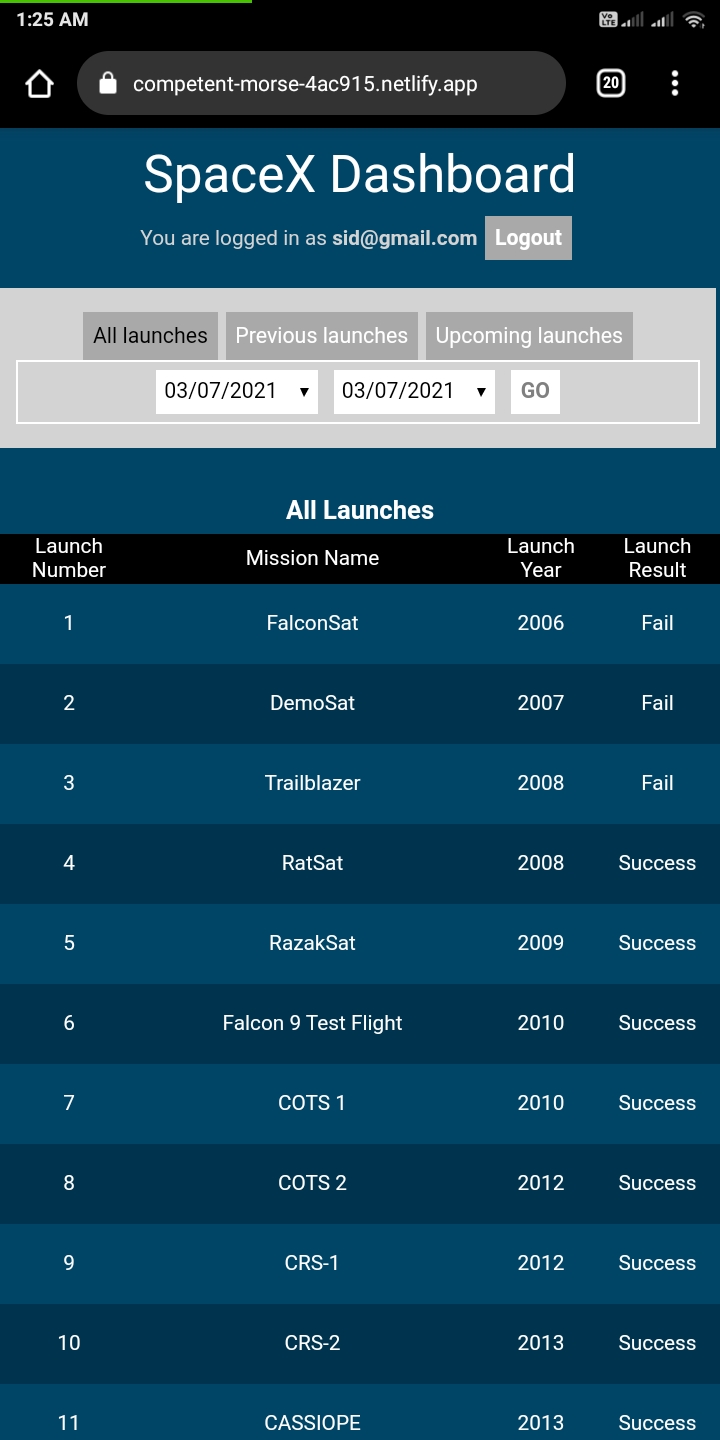 1:25 AM
Vo LTE
competent-morse-4ac915.netlify.app
20
SpaceX Dashboard
You are logged in as sid@gmail.com Logout
All launches Previous launches Upcoming launches
03/07/2021 03/07/2021 GO
All Launches
Launch Number Mission Name Launch Year Launch Result
1 FalconSat 2006 Fail
2 DemoSat 2007 Fail
3 Trailblazer 2008 Fail
4 RatSat 2008 Success
5 RazakSat 2009 Success
6 Falcon 9 Test Flight 2010 Success
7 COTS 1 2010 Success
8 COTS 2 2012 Success
9 CRS-1 2012 Success
10 CRS-2 2013 Success
11 CASSIOPE 2013 Success